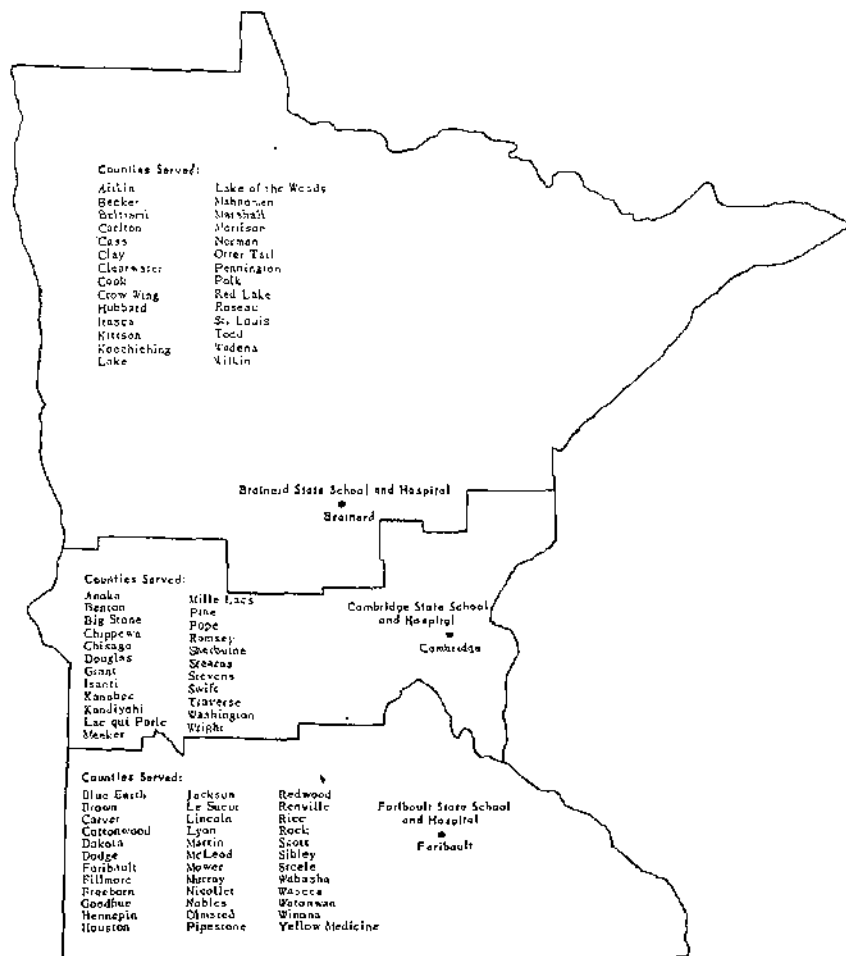 Counties Served:
Aitkin Lake of the Woods
Becker Mahnomen
Beltrami Marshall
Carlton Morrison
Cass Norman
Clay Otter Tail
Clearwater Pennington
Cook Polk
Crow Wing Red Lake
Hubbard Roseau
Itasca St. Louis
Kittson Todd
Koochiching Wadena
Lake Wilkin
Brainerd State School and Hospital
Brainerd
Counties Served:
Anoka Mille Lacs
Benton Pine
Big Stone Pope
Chippewa Ramsey
Chisago Sherburne
Douglas Stearns
Grant Stevens
Isanti Swift
Kanabec Traverse
Kandiyohi Washington
Lac qui Parle Wright
Meeker
Cambridge State School
and Hospital
Cambridge
Counties Served:
Blue Earth Jackson Redwood
Brown Le Sueur Renville
Carver Lincoln Rice
Cottonwood Lyon Rock
Dakota Martin Scott
Dodge McLeod Sibley
Faribault Mower Steele
Fillmore Murray Wabasha
Freeborn Nicollet Waseca
Goodhue Nobles Watonwan
Hennepin Olmsted Winona
Houston Pipestone Yellow Medicine
Faribault State School
and Hospital
Faribault